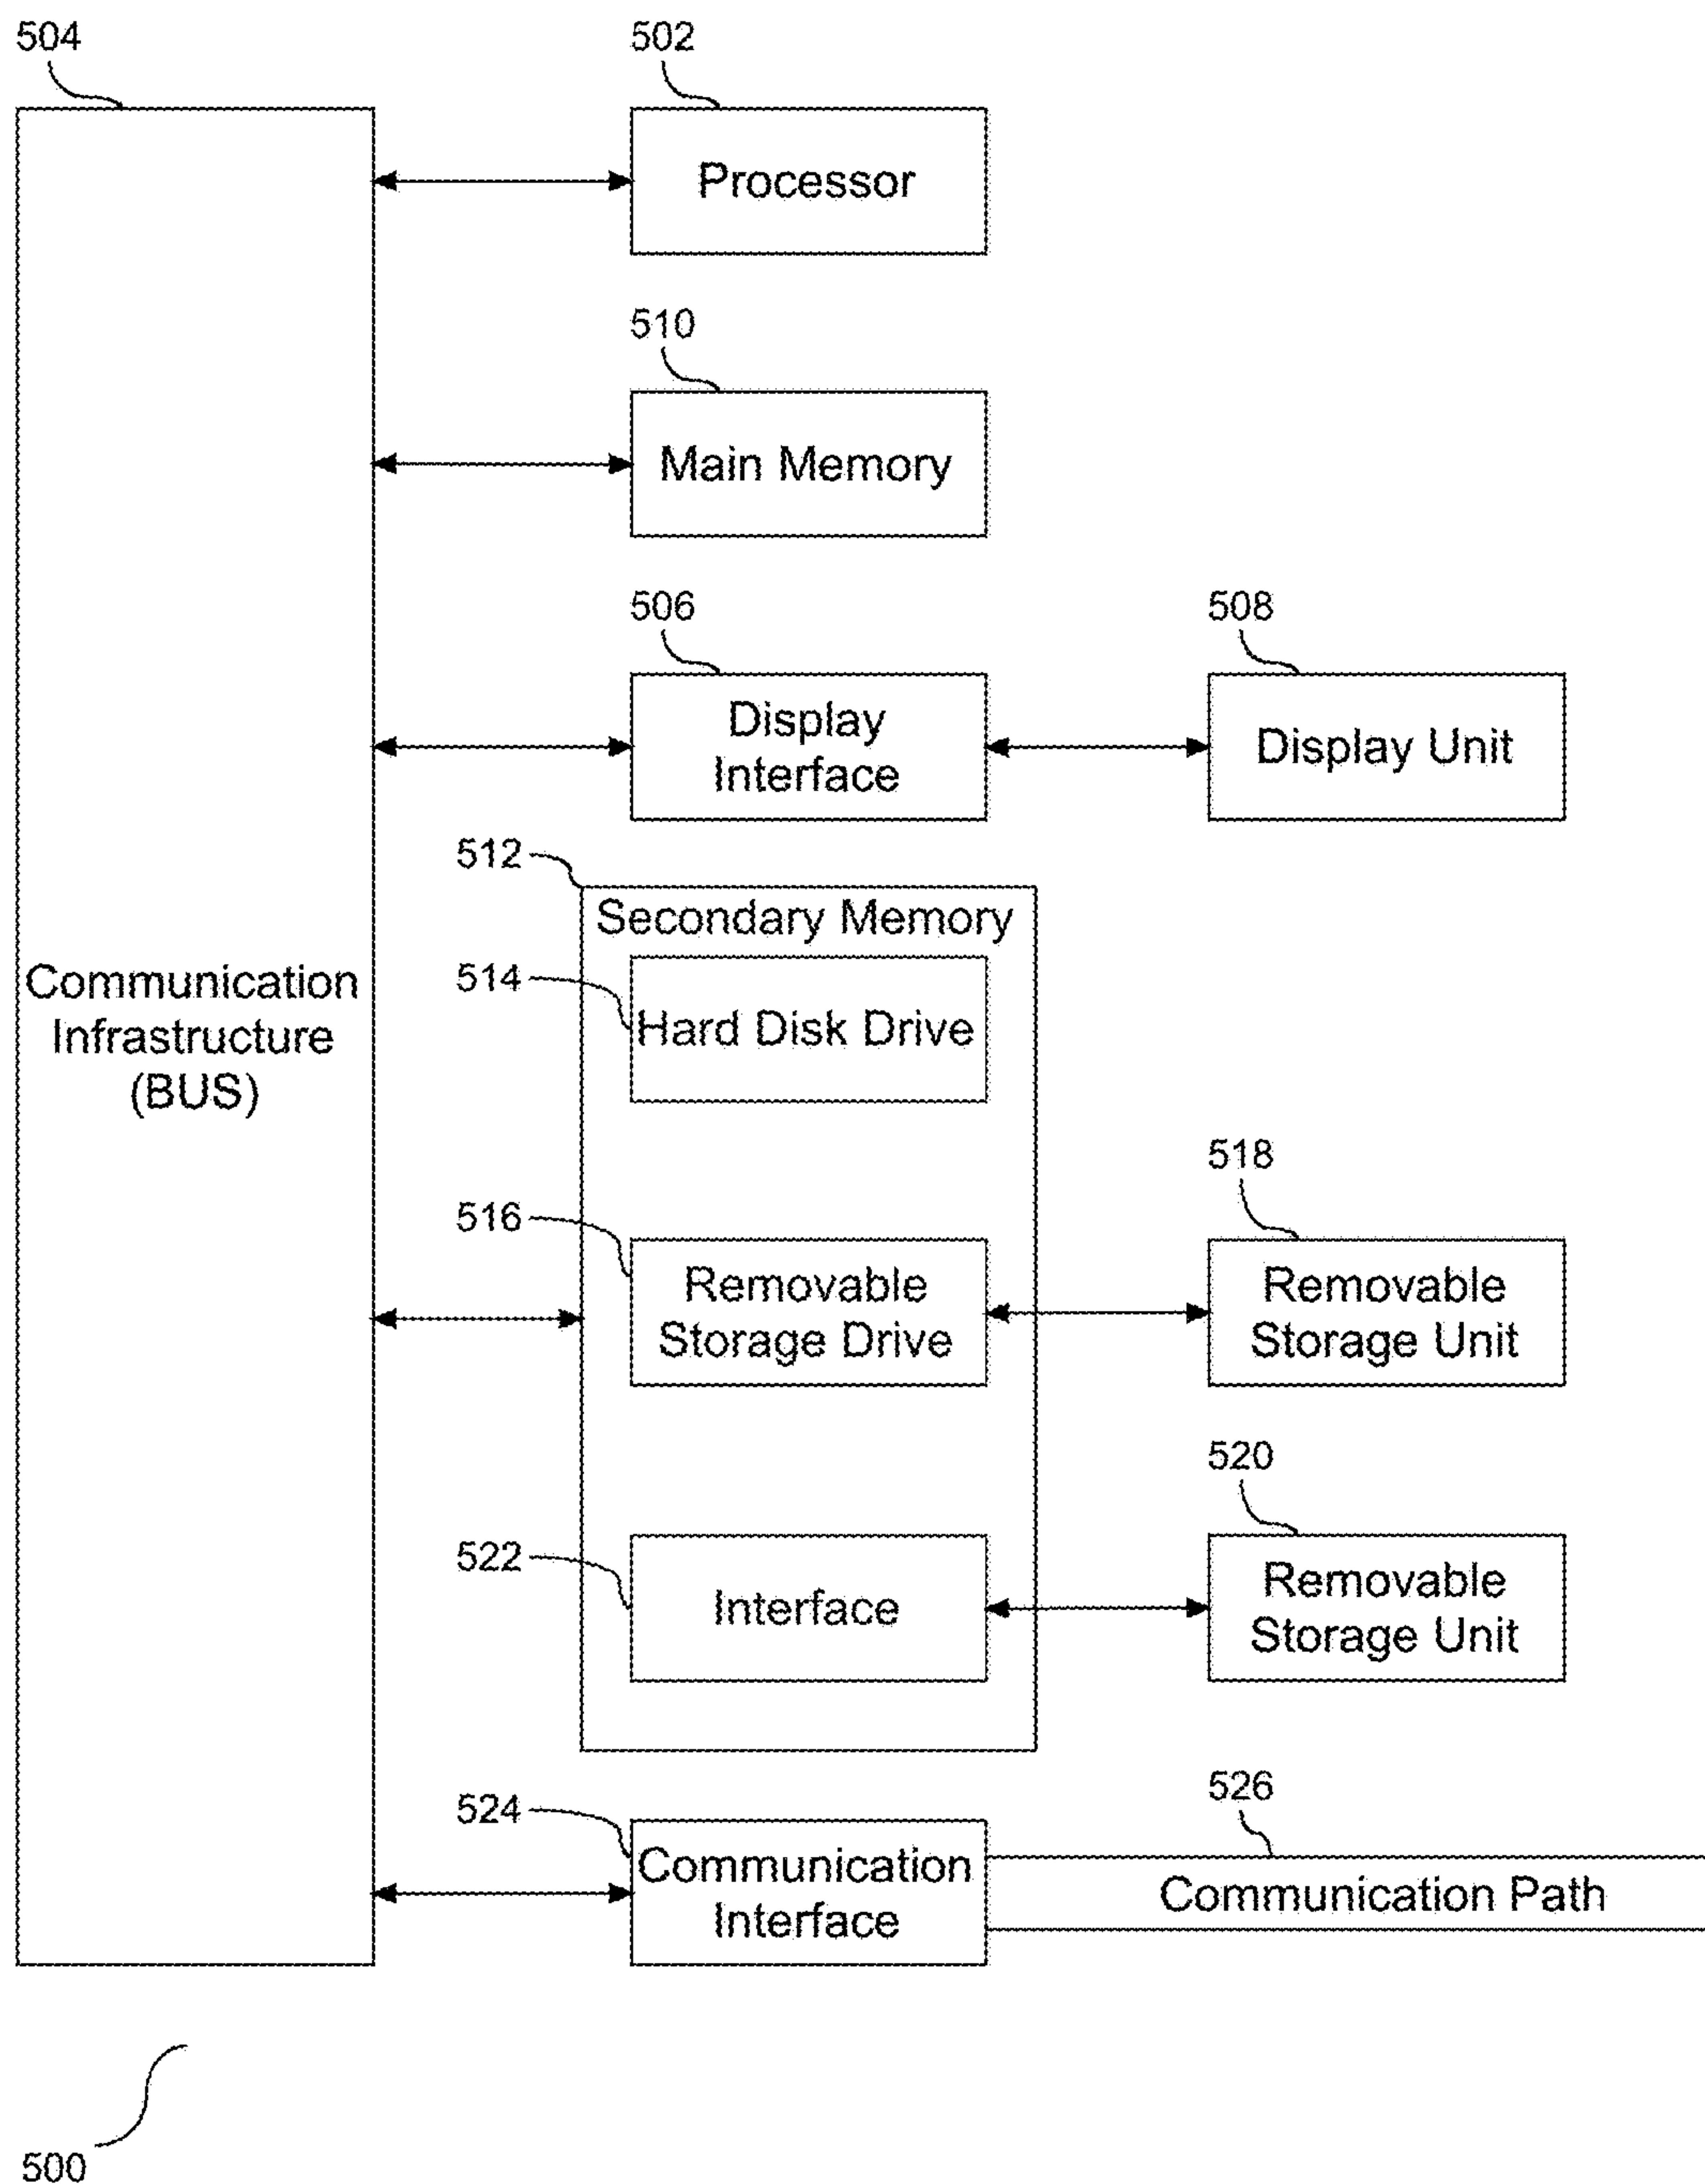 504
502
Processor
510
Main Memory
506
508
Display
Interface
Display Unit
512
Secondary Memory
514
Hard Disk Drive
Communication
Infrastructure
(BUS)
518
516
Removable
Storage Drive
Removable
Storage Unit
520
522
Interface
Removable
Storage Unit
526
524
Communication
Interface
Communication Path
500